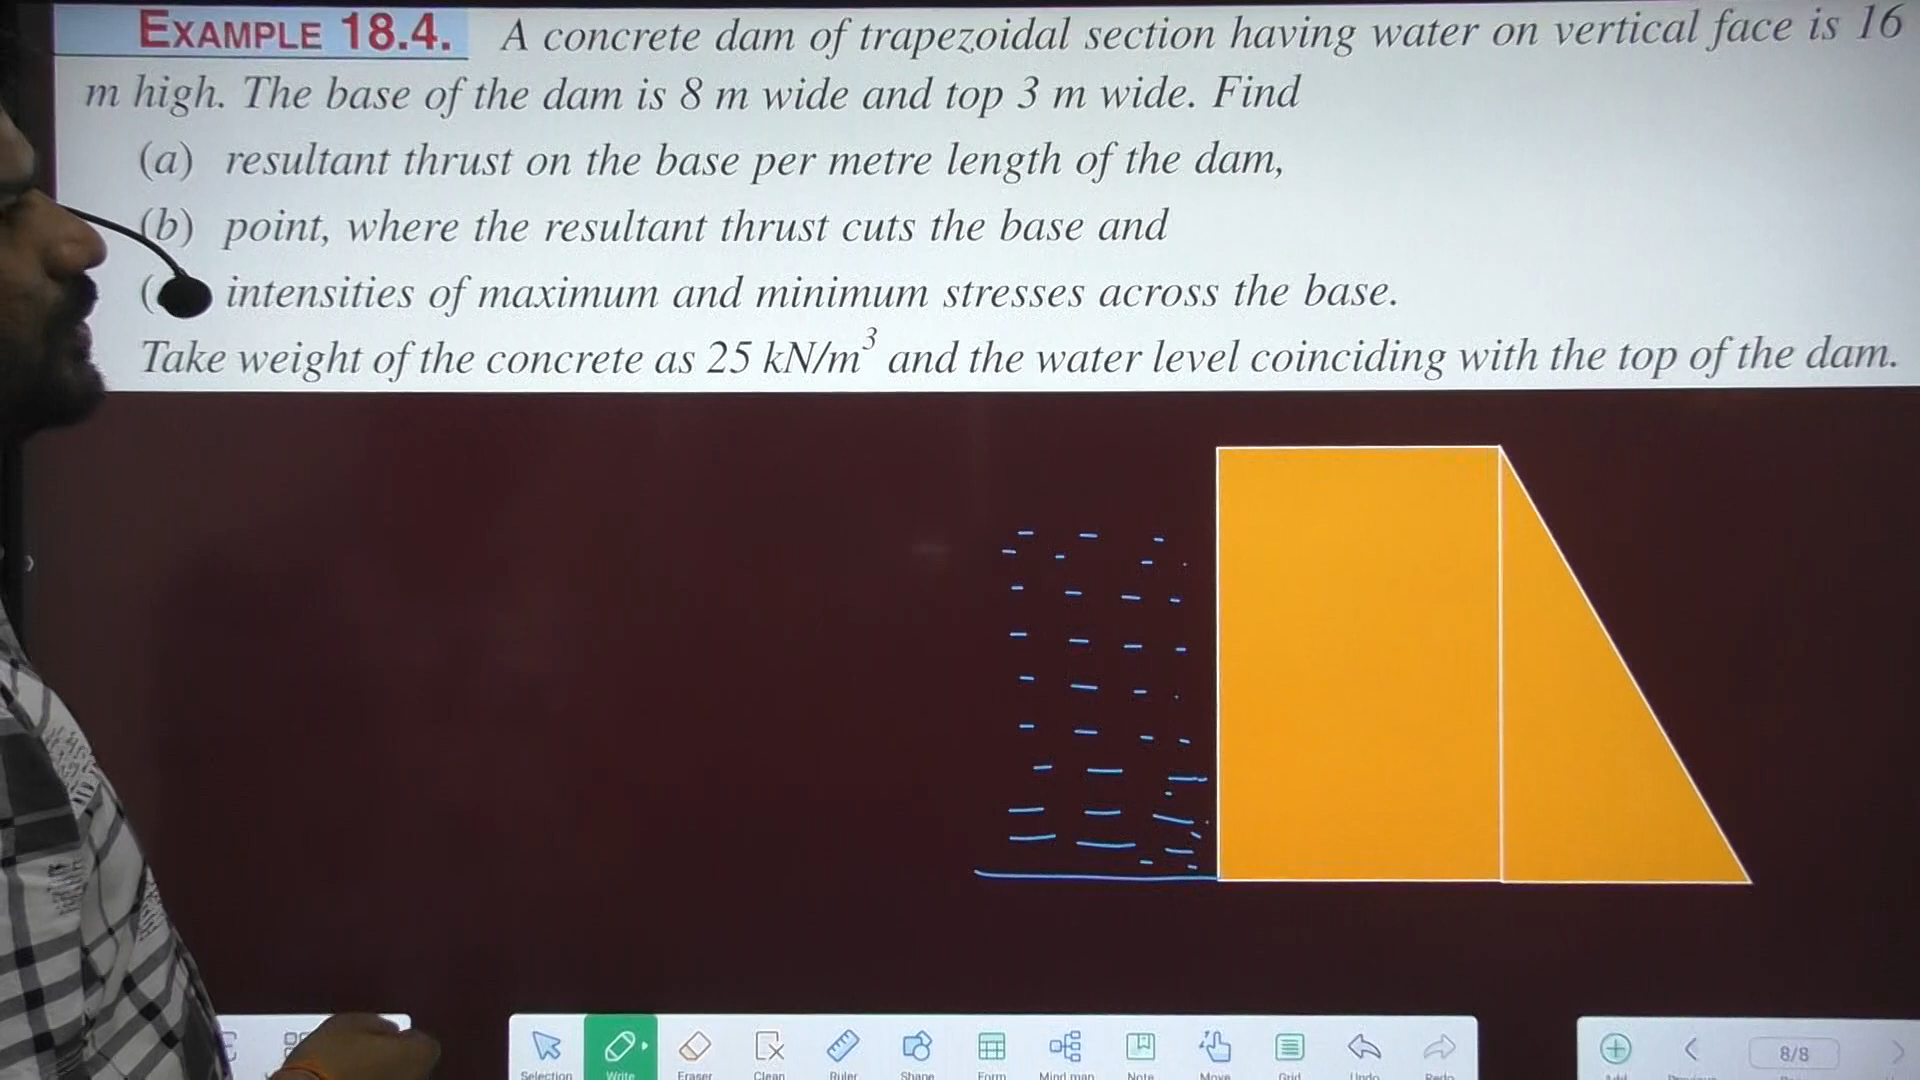 EXAMPLE 18.4. A concrete dam of trapezoidal section having water on vertical face is 16
m high. The base of the dam is 8 m wide and top 3 m wide. Find
(a) resultant thrust on the base per metre length of the dam,
(b) point, where the resultant thrust cuts the base and
( intensities of maximum and minimum stresses across the base.
Take weight of the concrete as 25 kN/m³ and the water level coinciding with the top of the dam.
Selection Write Eraser Clean Ruler Shape Form Mind map Note Move Grid Undo Redo
8/8